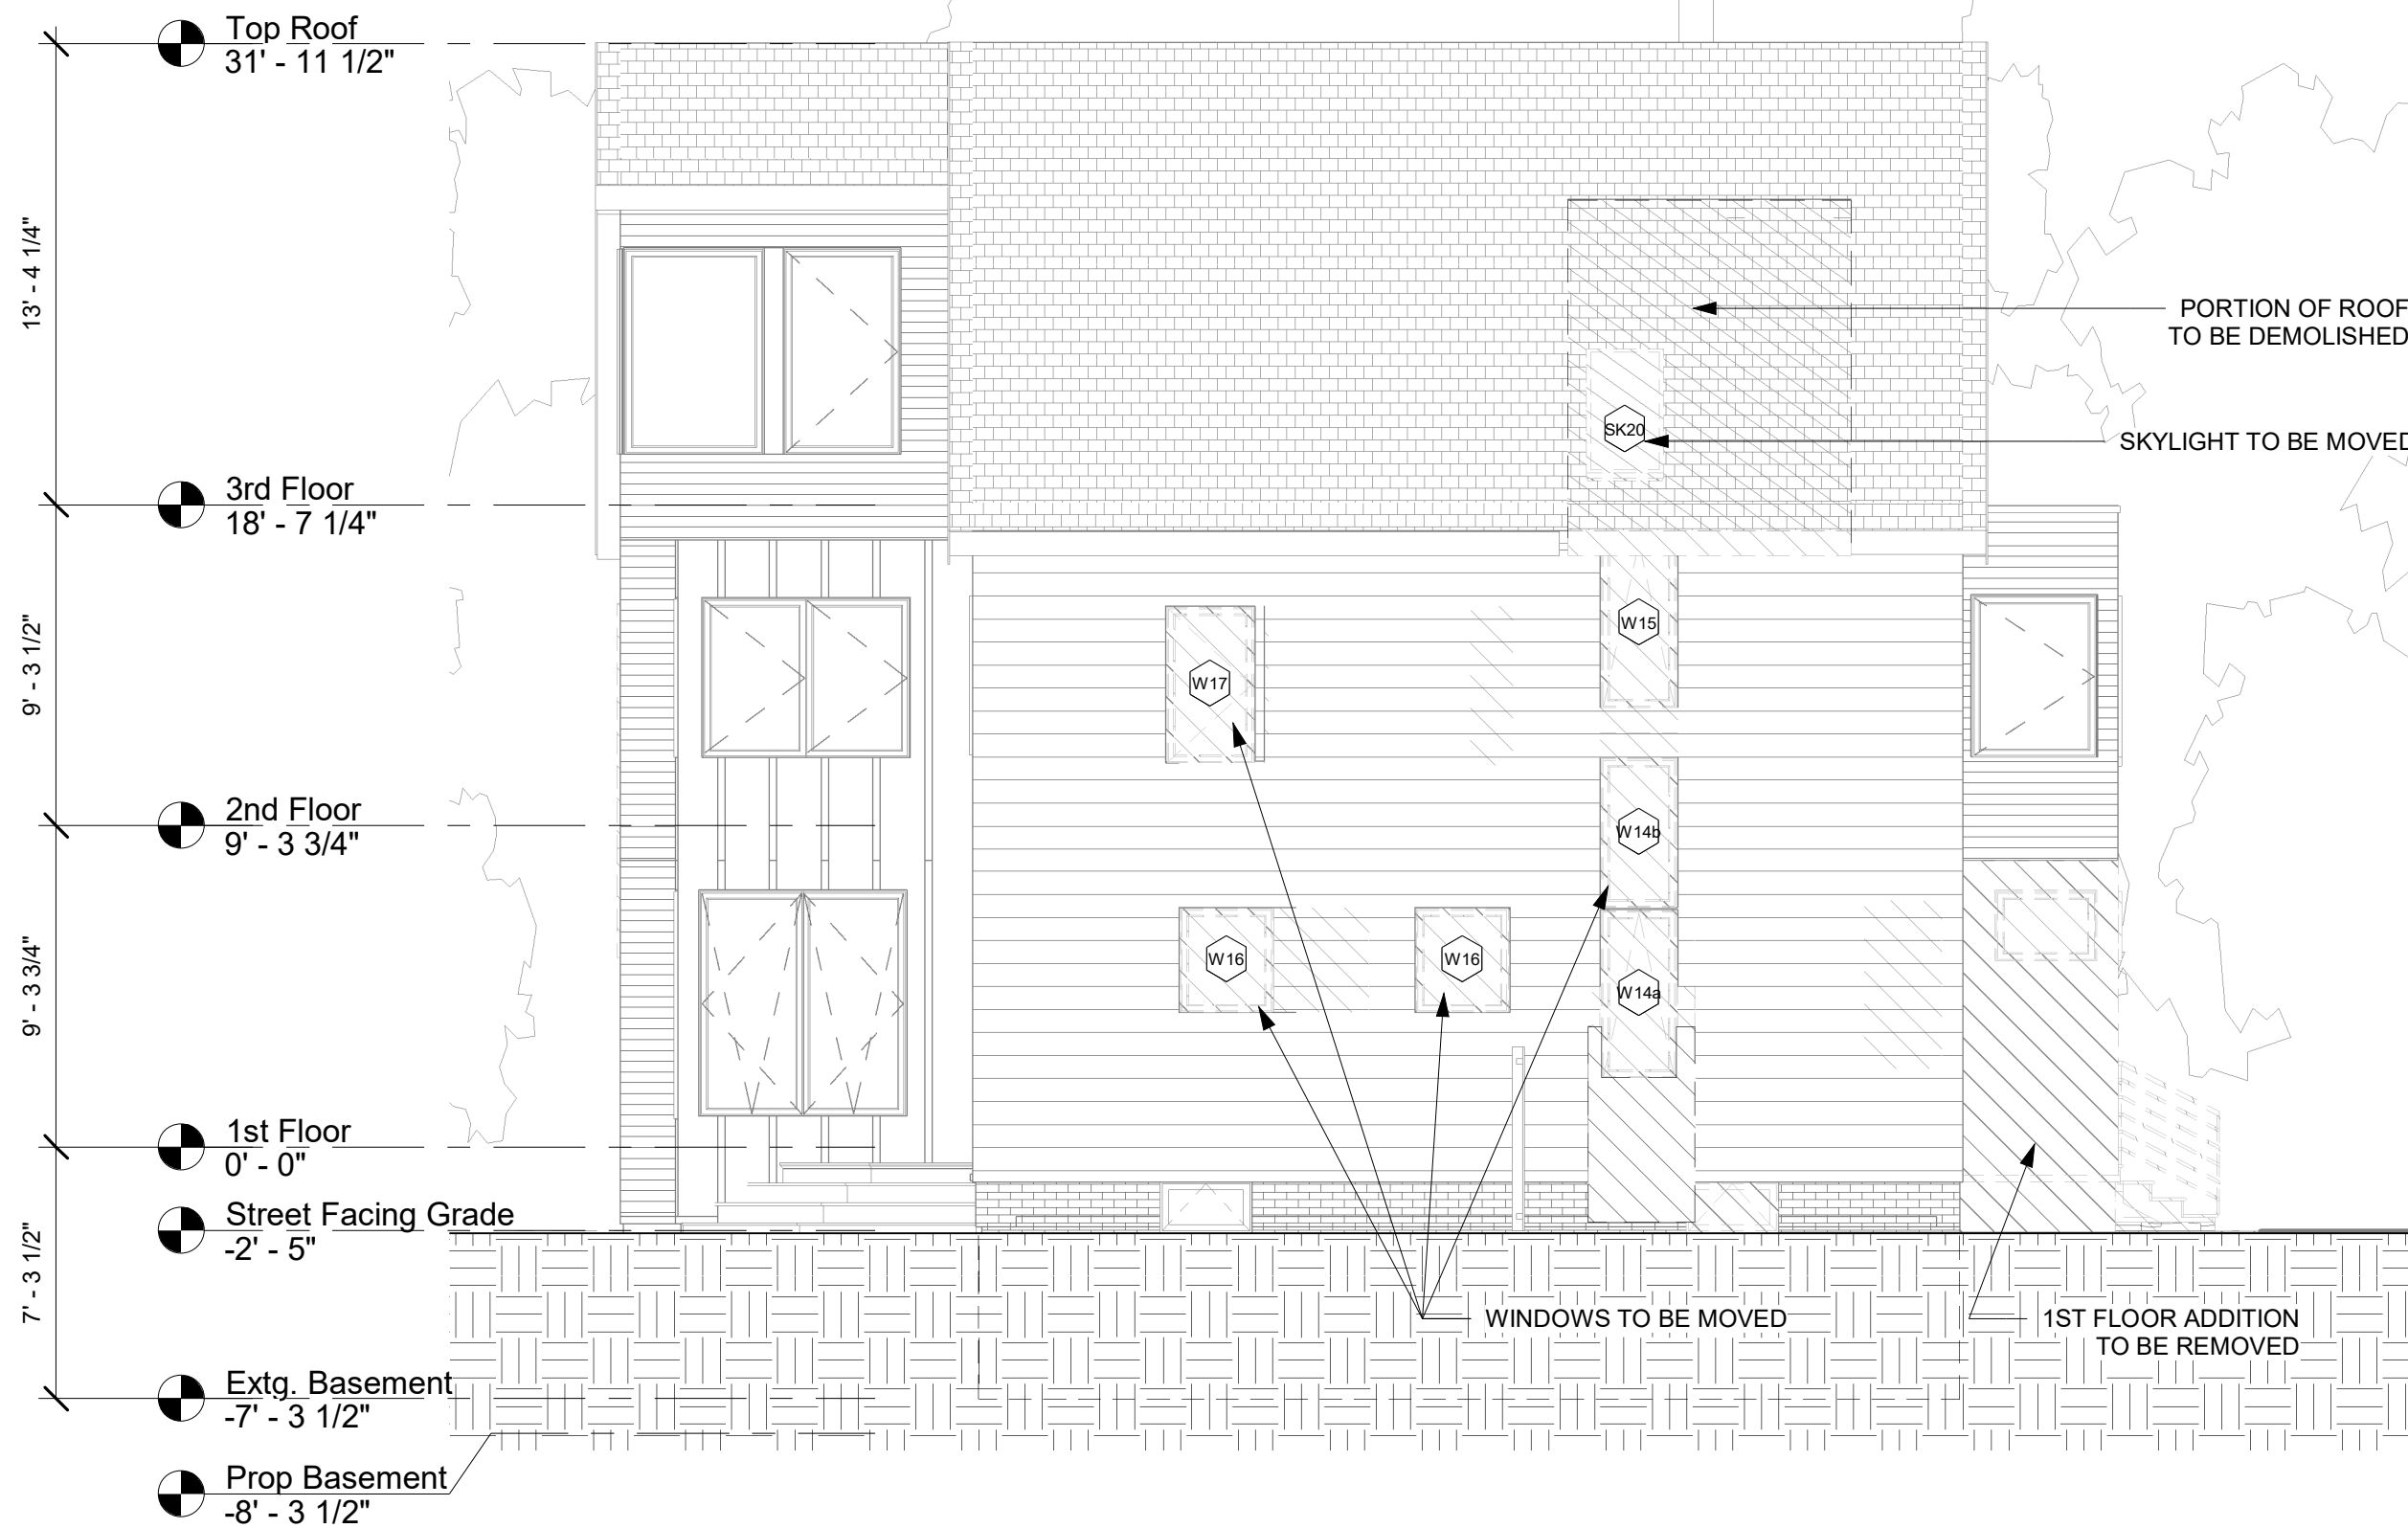 Top Roof
31' - 11 1/2"
13' - 4 1/4"
PORTION OF ROOF
TO BE DEMOLISHED
SK20
SKYLIGHT TO BE MOVED
3rd Floor
18' - 7 1/4"
9' - 3 1/2"
W15
W17
2nd Floor
9' - 3 3/4"
W14b
9' - 3 3/4"
W16
W16
W14a
1st Floor
0' - 0"
Street Facing Grade
-2' - 5"
7' - 3 1/2"
WINDOWS TO BE MOVED
1ST FLOOR ADDITION
TO BE REMOVED
Extg. Basement
-7' - 3 1/2"
Prop Basement
-8' - 3 1/2"